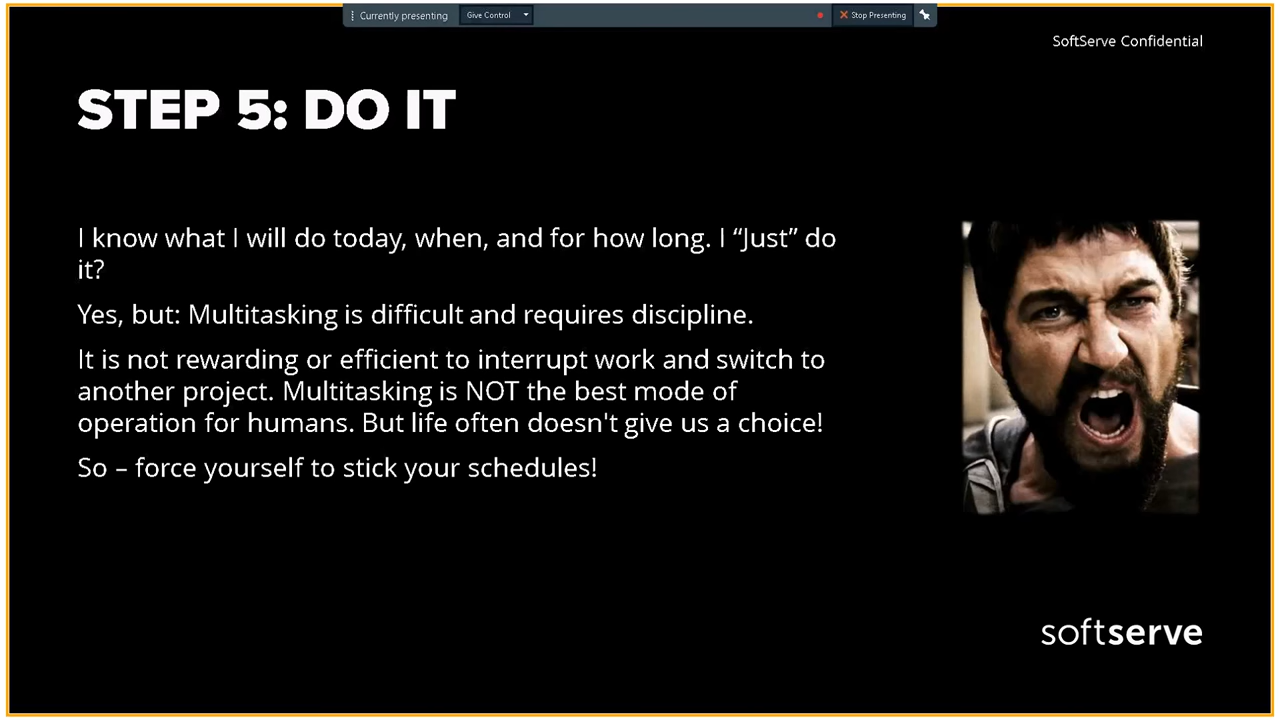 Currently presenting Give Control Stop Presenting
SoftServe Confidential
STEP 5: DO IT
I know what I will do today, when, and for how long. I “Just” do
it?
Yes, but: Multitasking is difficult and requires discipline.
It is not rewarding or efficient to interrupt work and switch to
another project. Multitasking is NOT the best mode of
operation for humans. But life often doesn't give us a choice!
So – force yourself to stick your schedules!
softserve